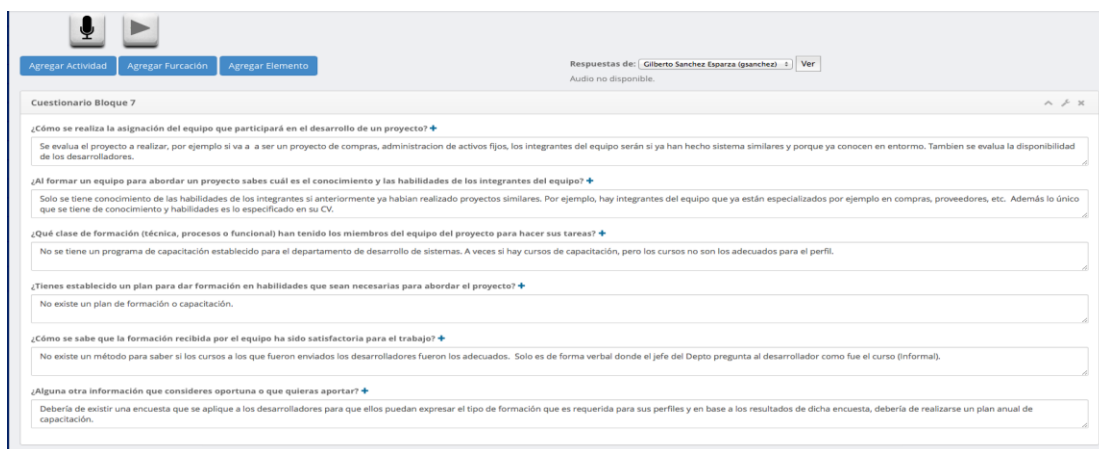 Agregar Actividad Agregar Furcación Agregar Elemento
Respuestas de: Gilberto Sanchez Esparza (gsanchez) Ver
Audio no disponible.
Cuestionario Bloque 7
¿Cómo se realiza la asignación del equipo que participará en el desarrollo de un proyecto? +
Se evalua el proyecto a realizar, por ejemplo si va a a ser un proyecto de compras, administracion de activos fijos, los integrantes del equipo serán si ya han hecho sistema similares y porque ya conocen en entormo. Tambien se evalua la disponibilidad
de los desarrolladores.
¿Al formar un equipo para abordar un proyecto sabes cuál es el conocimiento y las habilidades de los integrantes del equipo? +
Solo se tiene conocimiento de las habilidades de los integrantes si anteriormente ya habian realizado proyectos similares. Por ejemplo, hay integrantes del equipo que ya están especializados por ejemplo en compras, proveedores, etc. Además lo único
que se tiene de conocimiento y habilidades es lo especificado en su CV.
¿Qué clase de formación (técnica, procesos o funcional) han tenido los miembros del equipo del proyecto para hacer sus tareas? +
No se tiene un programa de capacitación establecido para el departamento de desarrollo de sistemas. A veces si hay cursos de capacitación, pero los cursos no son los adecuados para el perfil.
¿Tienes establecido un plan para dar formación en habilidades que sean necesarias para abordar el proyecto? +
No existe un plan de formación o capacitación.
¿Cómo se sabe que la formación recibida por el equipo ha sido satisfactoria para el trabajo? +
No existe un método para saber si los cursos a los que fueron enviados los desarrolladores fueron los adecuados. Solo es de forma verbal donde el jefe del Depto pregunta al desarrollador como fue el curso (Informal).
¿Alguna otra información que consideres oportuna o que quieras aportar? +
Debería de existir una encuesta que se aplique a los desarrolladores para que ellos puedan expresar el tipo de formación que es requerida para sus perfiles y en base a los resultados de dicha encuesta, debería de realizarse un plan anual de
capacitación.